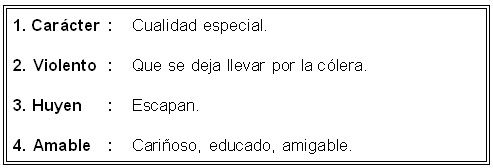 1. Carácter : Cualidad especial.
2. Violento : Que se deja llevar por la cólera.
3. Huyen : Escapan.
4. Amable : Cariñoso, educado, amigable.